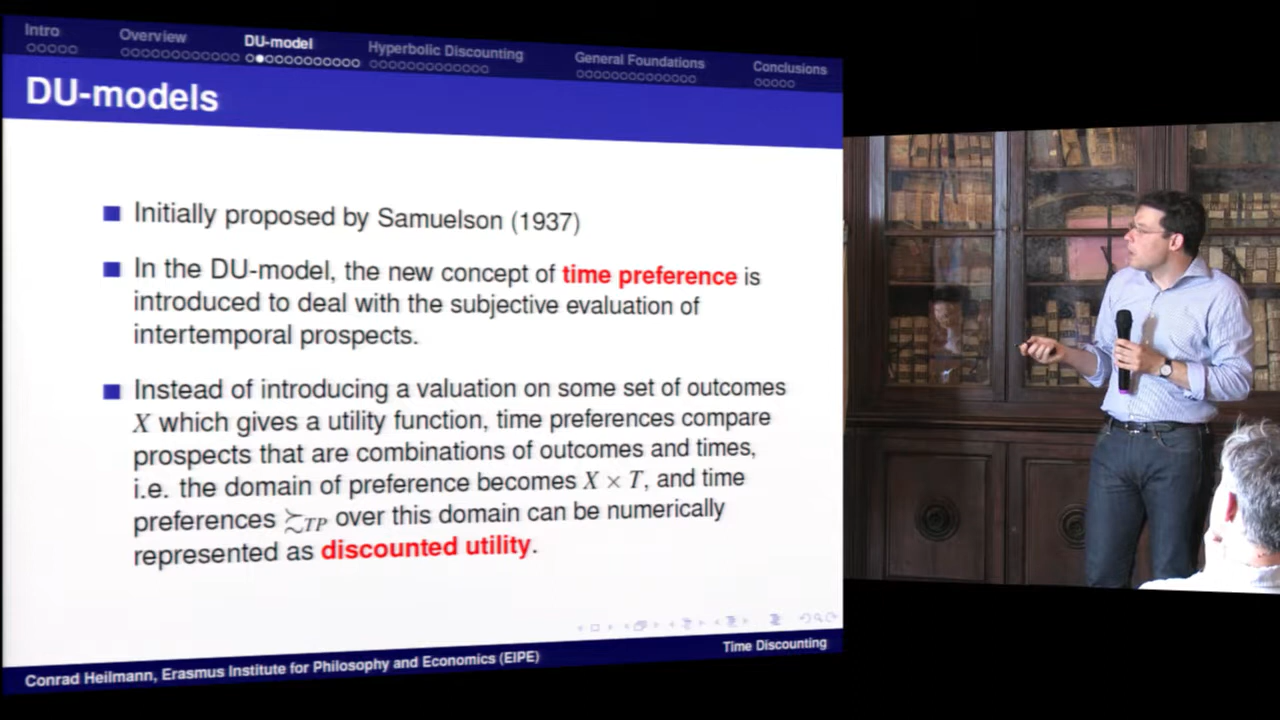 Intro
Overview
DU-model
Hyperbolic Discounting
General Foundations
Conclusions
DU-models
Initially proposed by Samuelson (1937)
In the DU-model, the new concept of time preference is
introduced to deal with the subjective evaluation of
intertemporal prospects.
Instead of introducing a valuation on some set of outcomes
X which gives a utility function, time preferences compare
prospects that are combinations of outcomes and times,
i.e. the domain of preference becomes X × T, and time
preferences ≿TP over this domain can be numerically
represented as discounted utility.
Conrad Heilmann, Erasmus Institute for Philosophy and Economics (EIPE)
Time Discounting